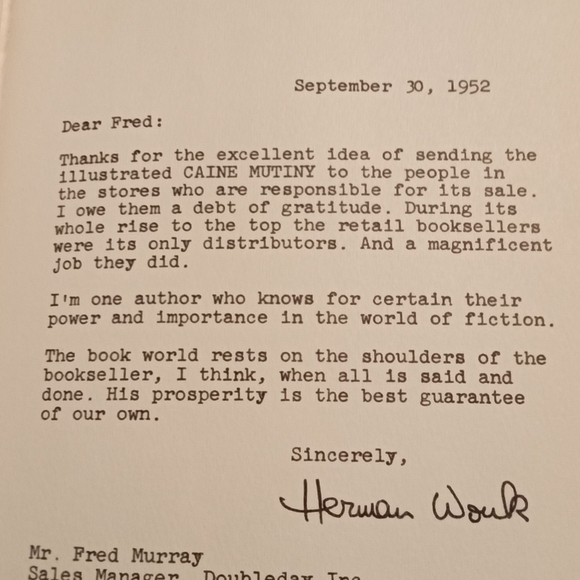 September 30, 1952
Dear Fred:
Thanks for the excellent idea of sending the
illustrated CAINE MUTINY to the people in
the stores who are responsible for its sale.
I owe them a debt of gratitude. During its
whole rise to the top the retail booksellers
were its only distributors. And a magnificent
job they did.
I'm one author who knows for certain their
power and importance in the world of fiction.
The book world rests on the shoulders of the
bookseller, I think, when all is said and
done. His prosperity is the best guarantee
of our own.
Sincerely,
Herman Wouk
Mr. Fred Murray
Sales Manager, Doubleday Inc